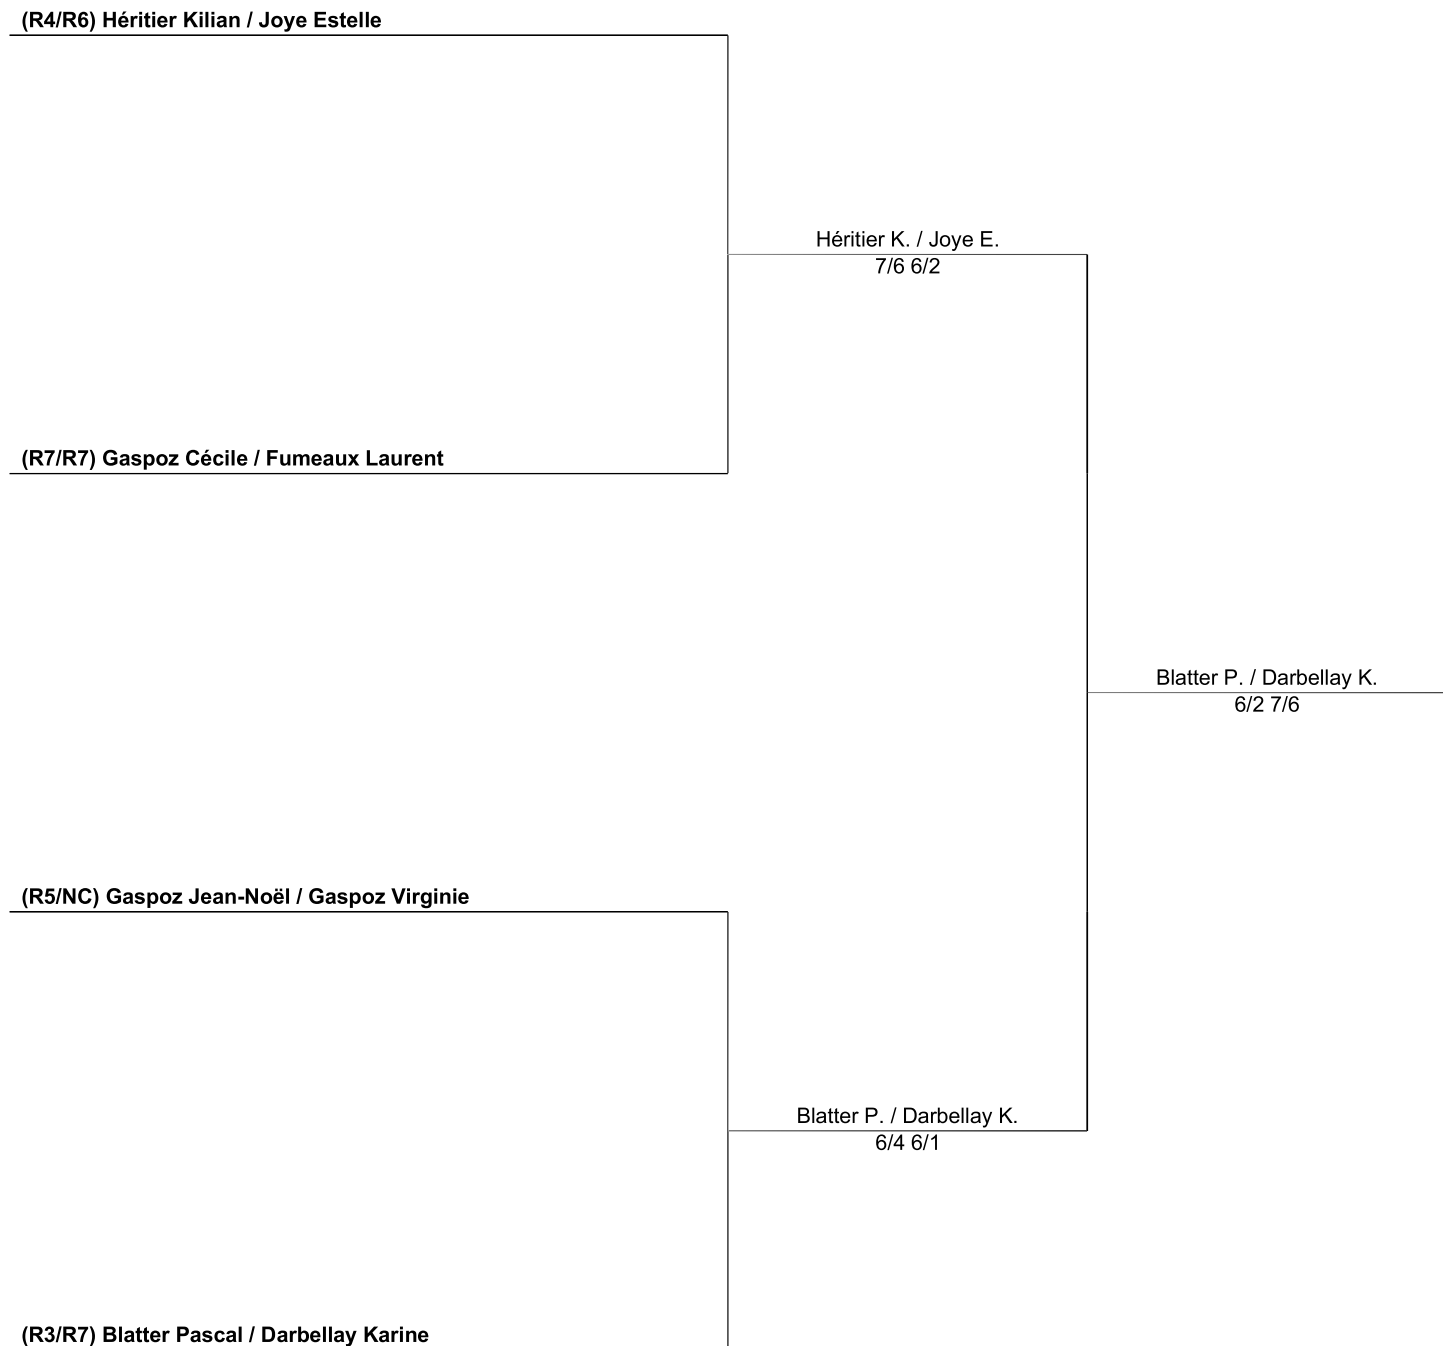 (R4/R6) Héritier Kilian / Joye Estelle
Héritier K. / Joye E.
7/6 6/2
(R7/R7) Gaspoz Cécile / Fumeaux Laurent
Blatter P. / Darbellay K.
6/2 7/6
(R5/NC) Gaspoz Jean-Noël / Gaspoz Virginie
Blatter P. / Darbellay K.
6/4 6/1
(R3/R7) Blatter Pascal / Darbellay Karine